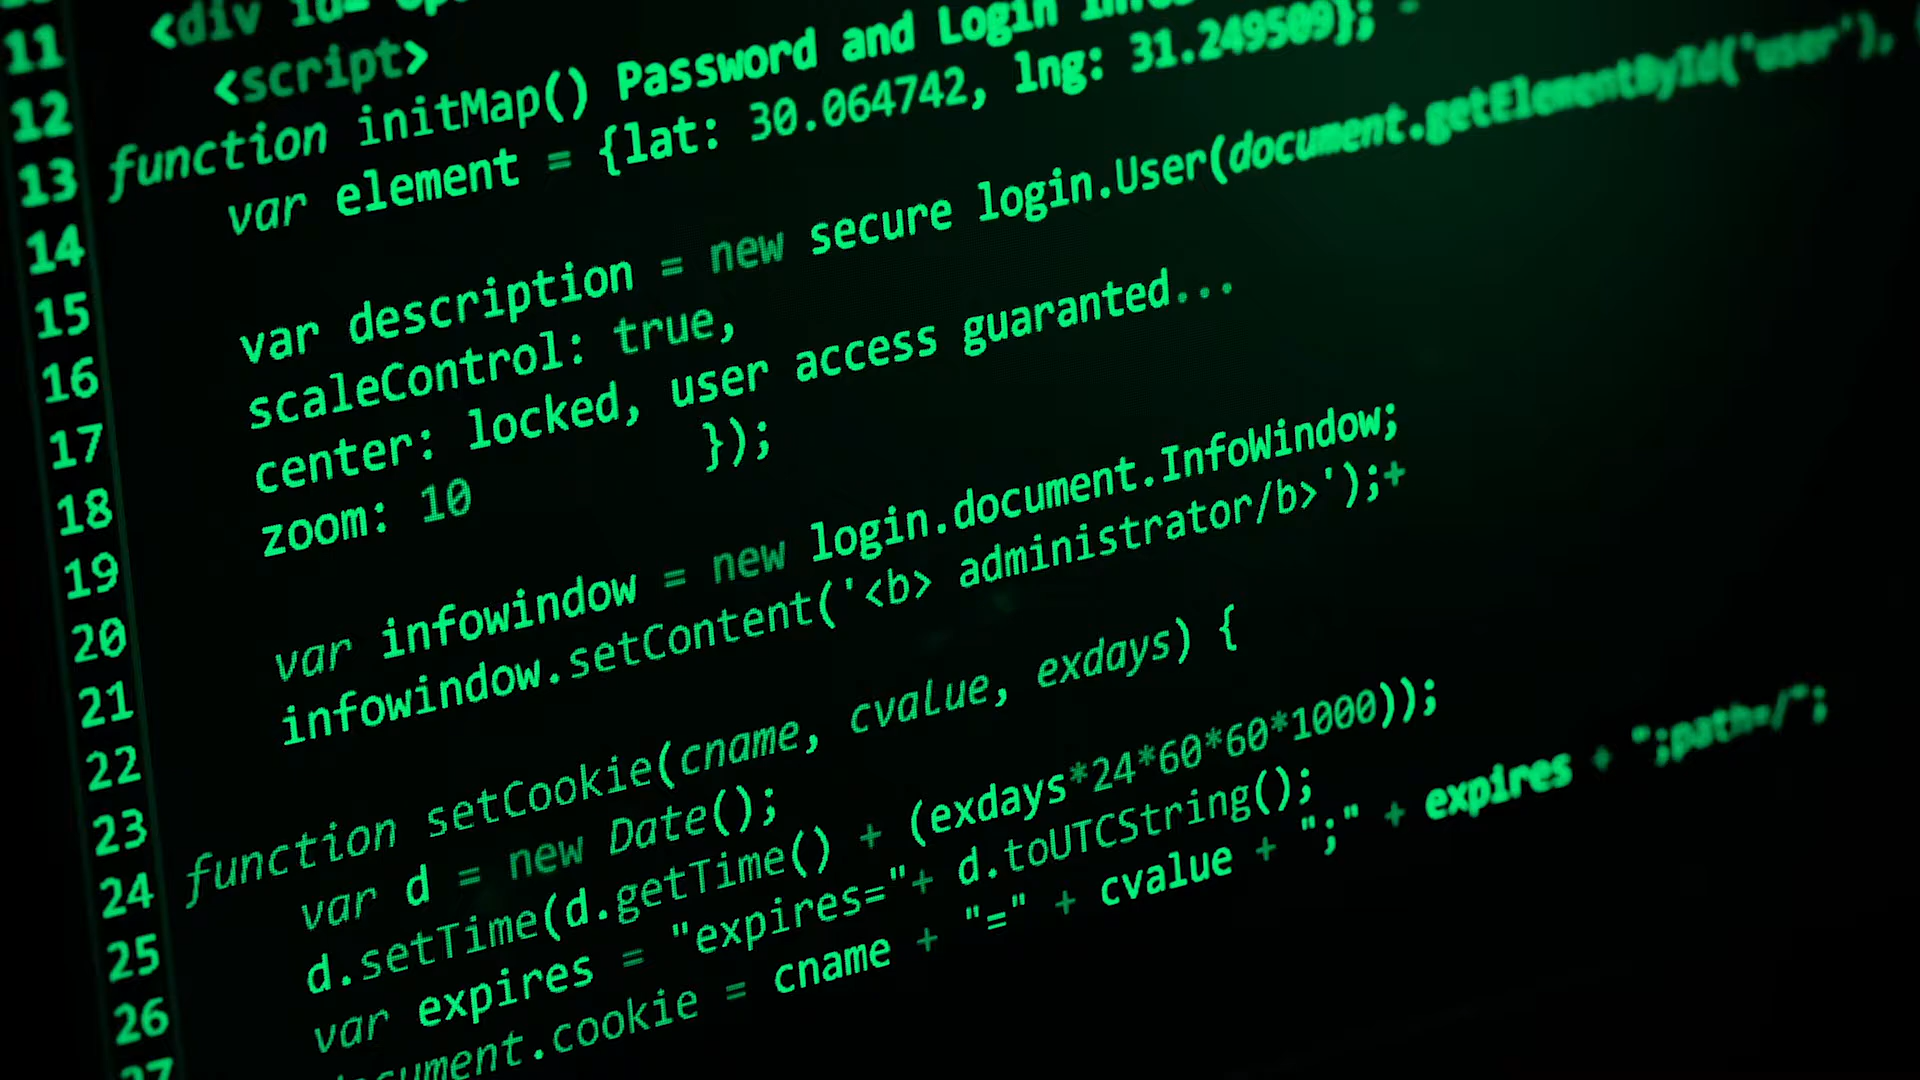 11 <div id=
12 <script>
13 function initMap() Password and Login
14 var element = {lat: 30.064742, lng: 31.249509};
15
16 var description = new secure login.User(document.getElementById('user'),
17 scaleControl: true,
18 center: locked, user access guaranted...
19 zoom: 10 });
20
21 var infowindow = new login.document.InfoWindow;
22 infowindow.setContent('<b> administrator/b>');+
23
24 function setCookie(cname, cvalue, exdays) {
25 var d = new Date();
26 d.setTime(d.getTime() + (exdays*24*60*60*1000));
27 var expires = "expires="+ d.toUTCString();
document.cookie = cname + "=" + cvalue + ";" + expires + ";path=/";